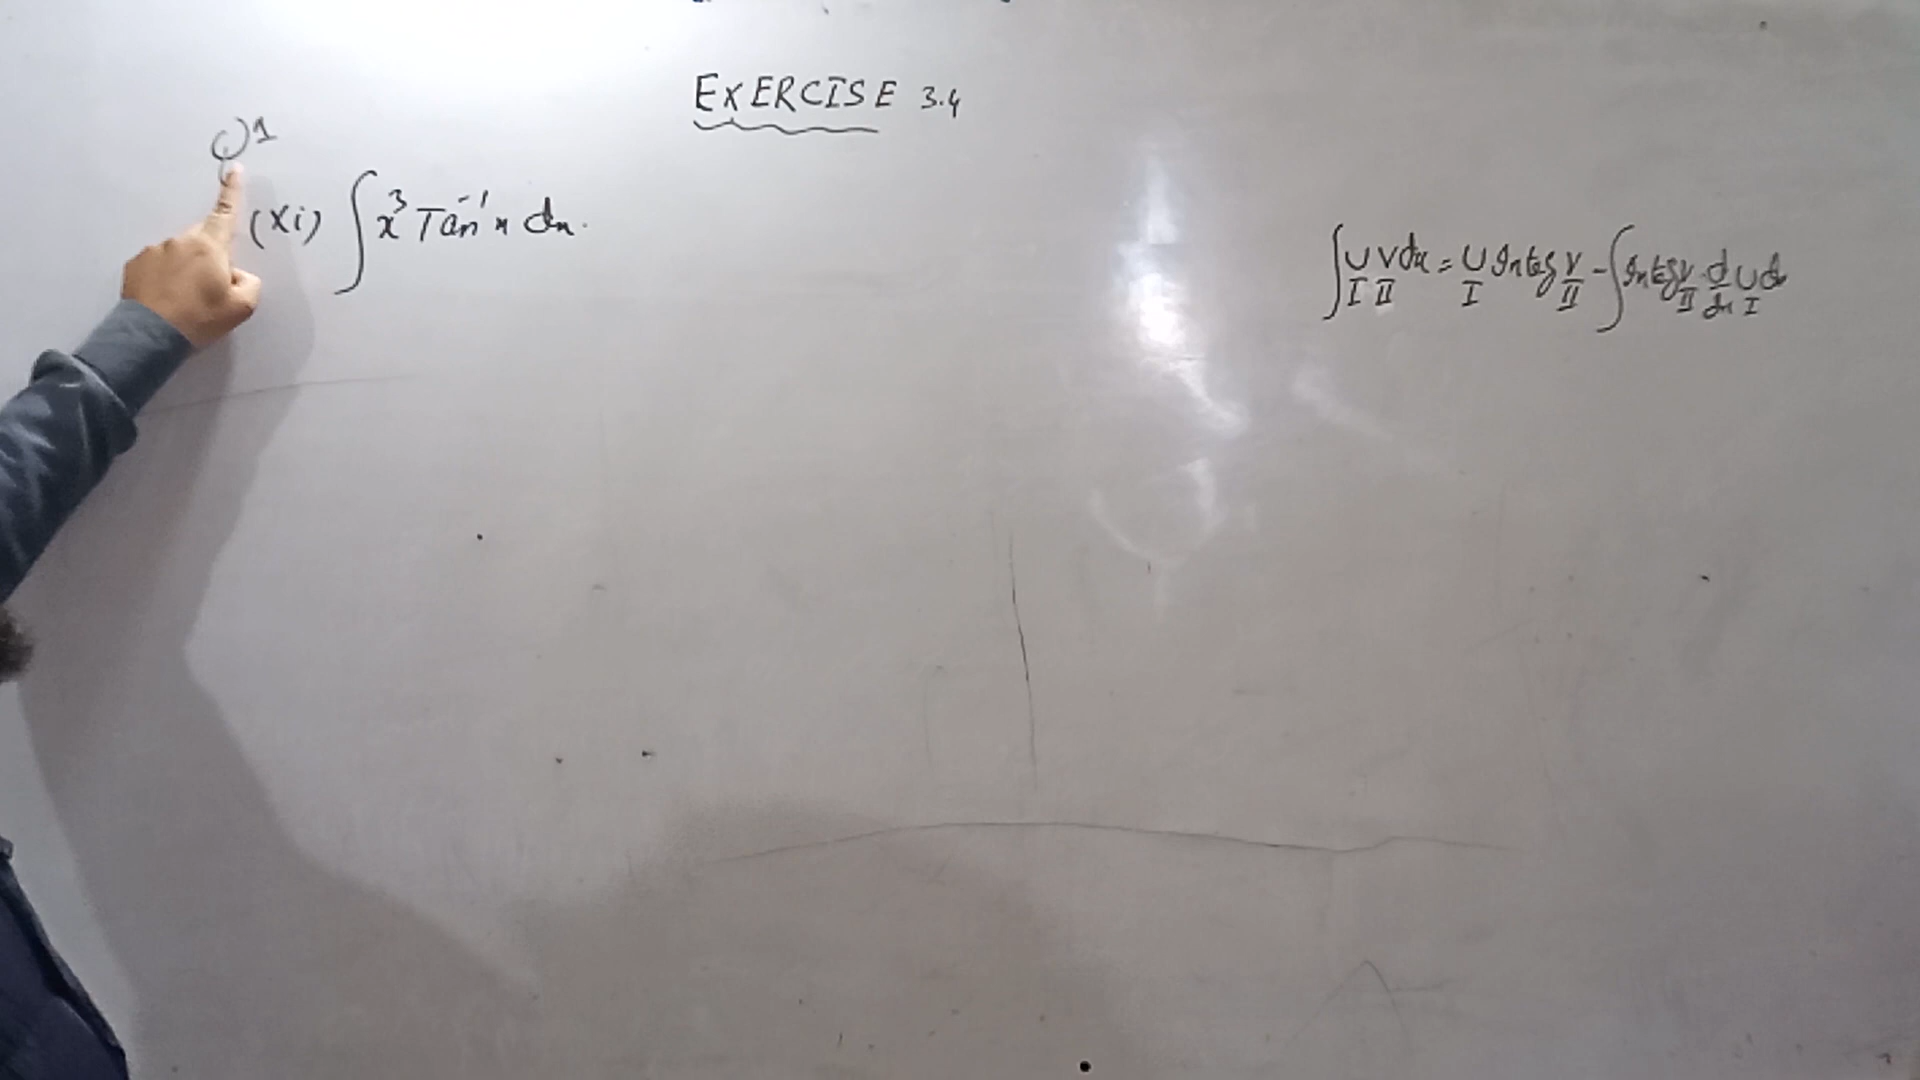 EXERCISE 3.4
Q1
(xi) ∫x³ Tan⁻¹x dx.
∫U V dx = U Integ V - ∫Integ V . d/dx U dx
I II I II II I